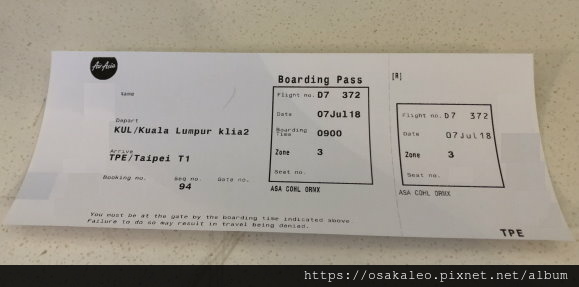 AirAsia
Boarding Pass
[R]
Name
Flight no. D7 372
Flight no. D7 372
Depart
Date 07Jul18
KUL/Kuala Lumpur klia2
Boarding Time 0900
Date 07Jul18
Arrive
TPE/Taipei T1
Zone 3
Zone 3
Booking no. Seq no. Gate no.
94
Seat no.
Seat no.
ASA COHL ORMX
ASA COHL ORMX
You must be at the gate by the boarding time indicated above
Failure to do so may result in travel being denied.
TPE
https://osakaleo.pixnet.net/album